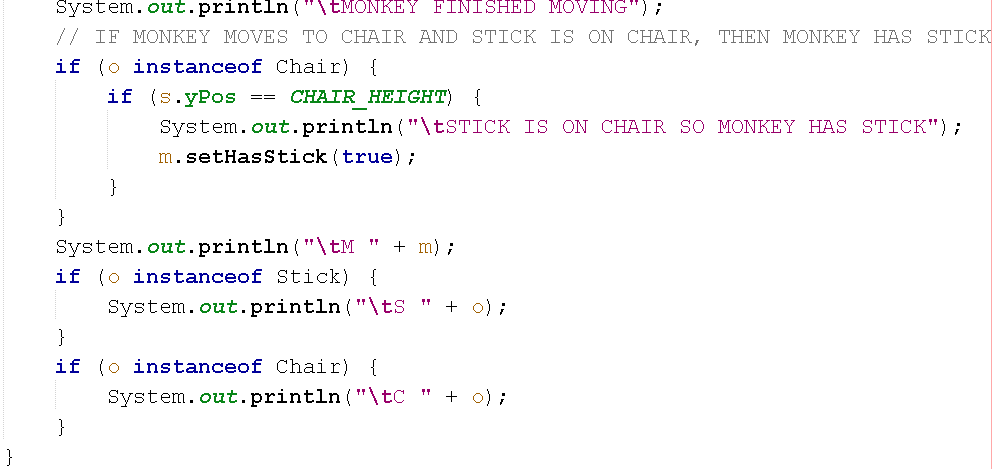 System.out.println("\tMONKEY FINISHED MOVING");
// IF MONKEY MOVES TO CHAIR AND STICK IS ON CHAIR, THEN MONKEY HAS STICK
if (o instanceof Chair) {
if (s.yPos == CHAIR_HEIGHT) {
System.out.println("\tSTICK IS ON CHAIR SO MONKEY HAS STICK");
m.setHasStick(true);
}
}
System.out.println("\tM " + m);
if (o instanceof Stick) {
System.out.println("\tS " + o);
}
if (o instanceof Chair) {
System.out.println("\tC " + o);
}
}